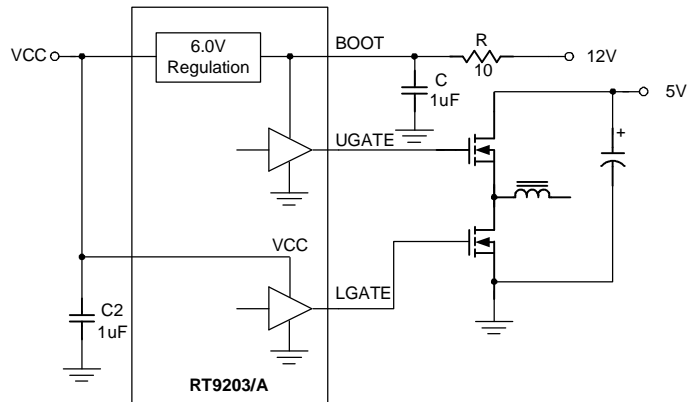 6.0V
Regulation
VCC
BOOT
R
10
12V
C
1uF
5V
+
UGATE
VCC
LGATE
C2
1uF
RT9203/A